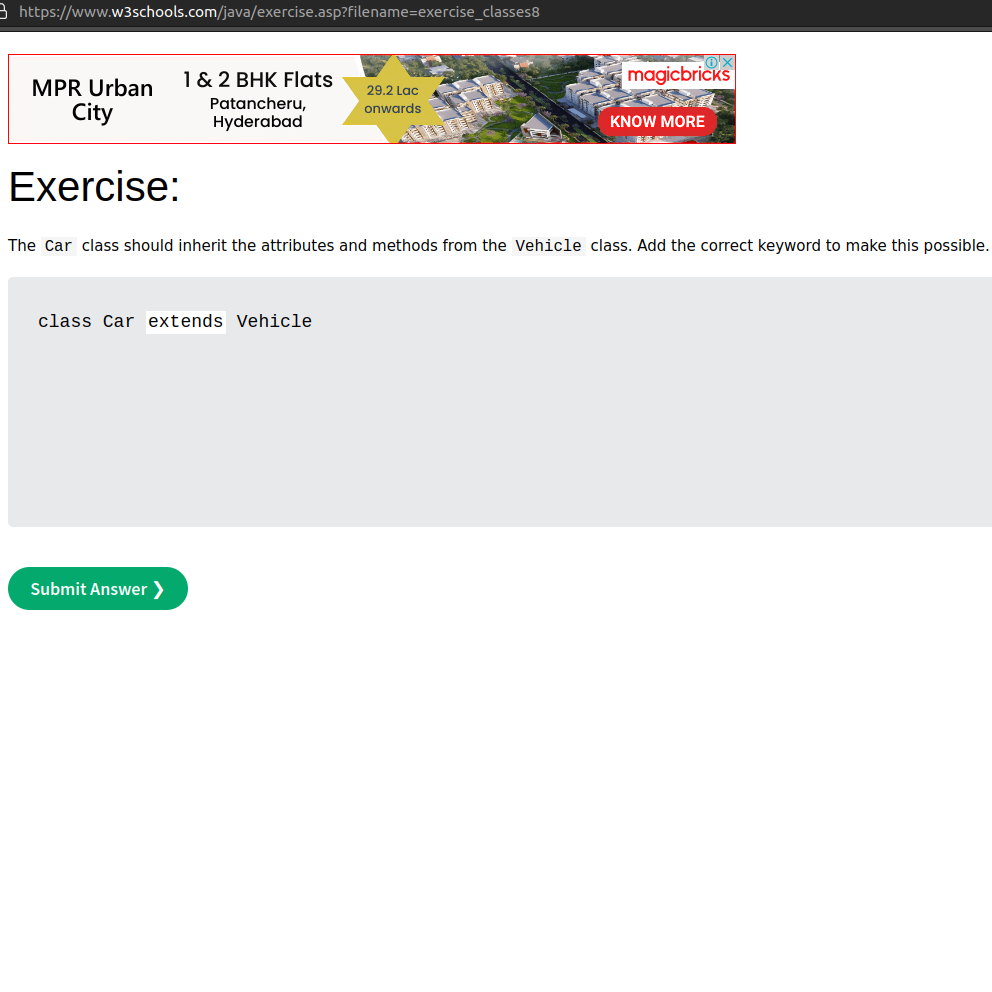 https://www.w3schools.com/java/exercise.asp?filename=exercise_classes8
MPR Urban
City
1 & 2 BHK Flats
Patancheru,
Hyderabad
29.2 Lac
onwards
magicbricks
KNOW MORE
Exercise:
The Car class should inherit the attributes and methods from the Vehicle class. Add the correct keyword to make this possible.
class Car extends Vehicle
Submit Answer ❯